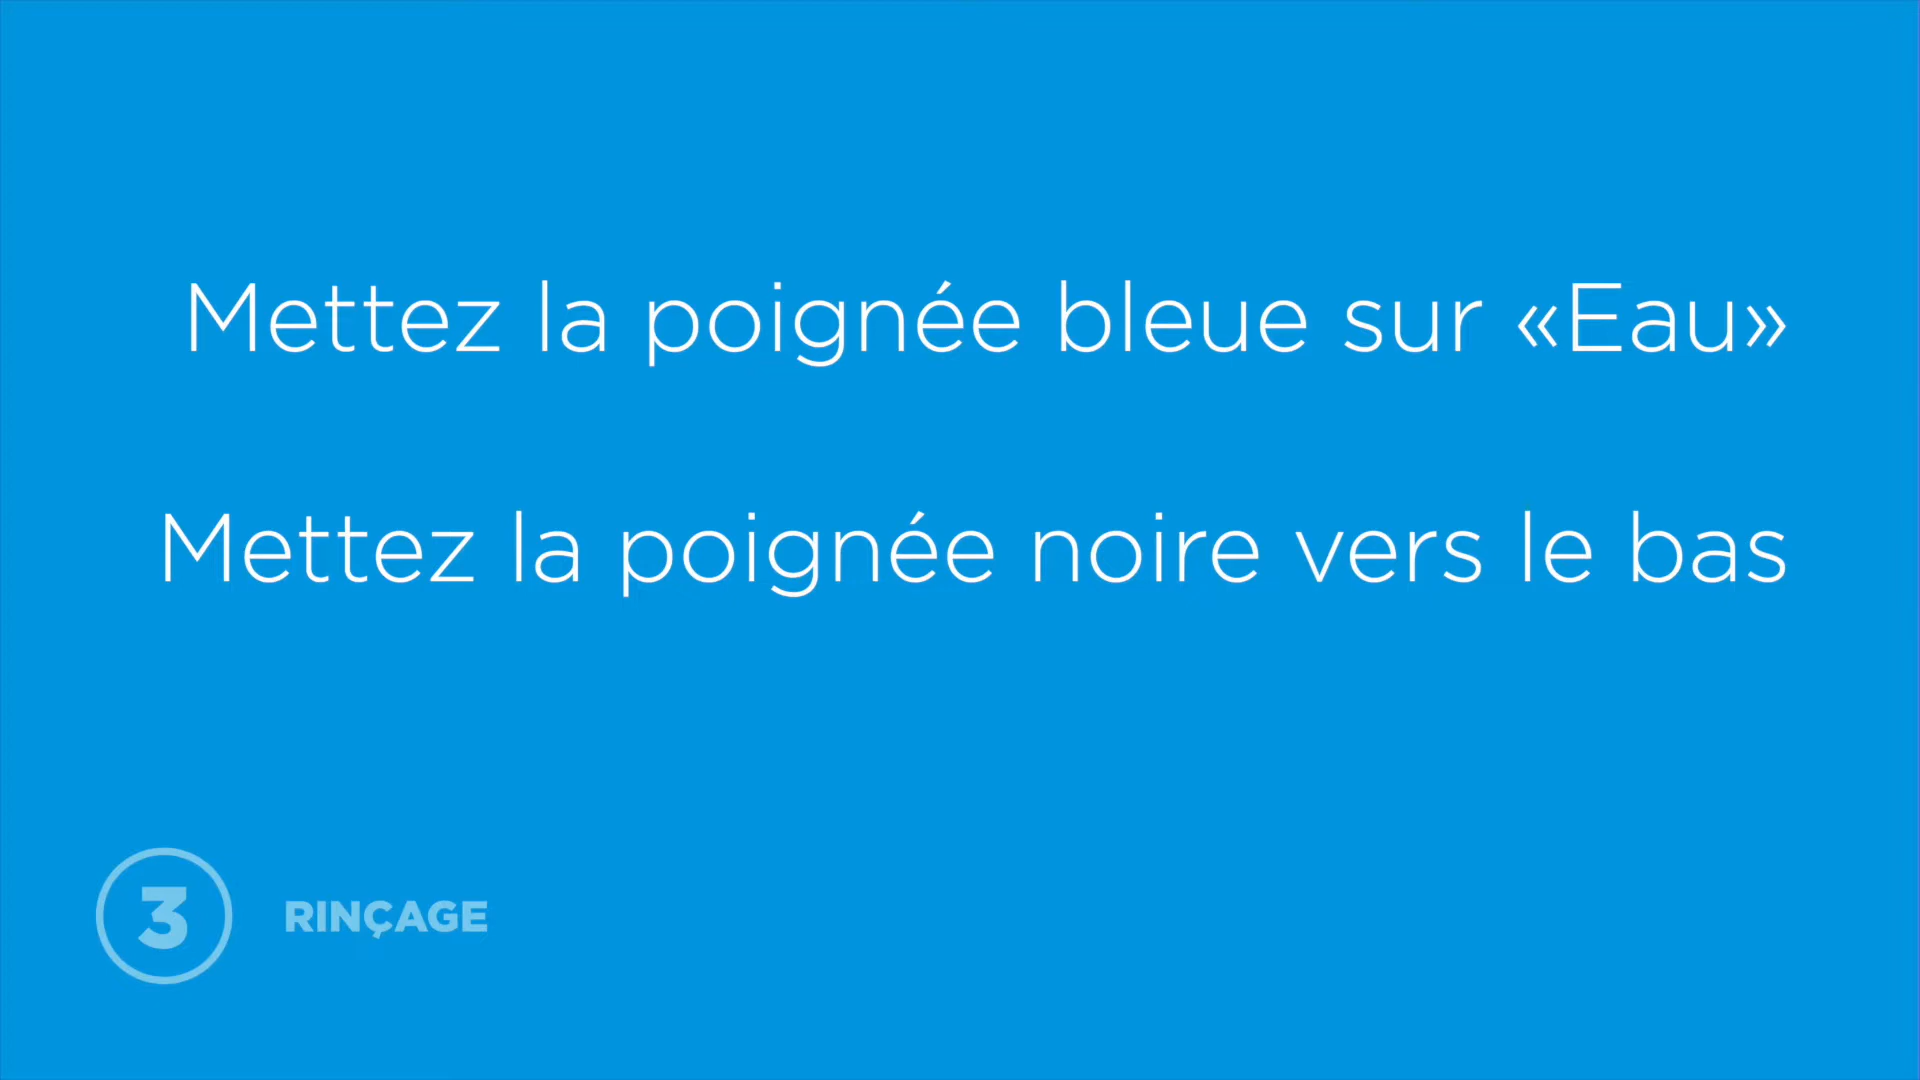 Mettez la poignée bleue sur «Eau»
Mettez la poignée noire vers le bas
3 RINÇAGE